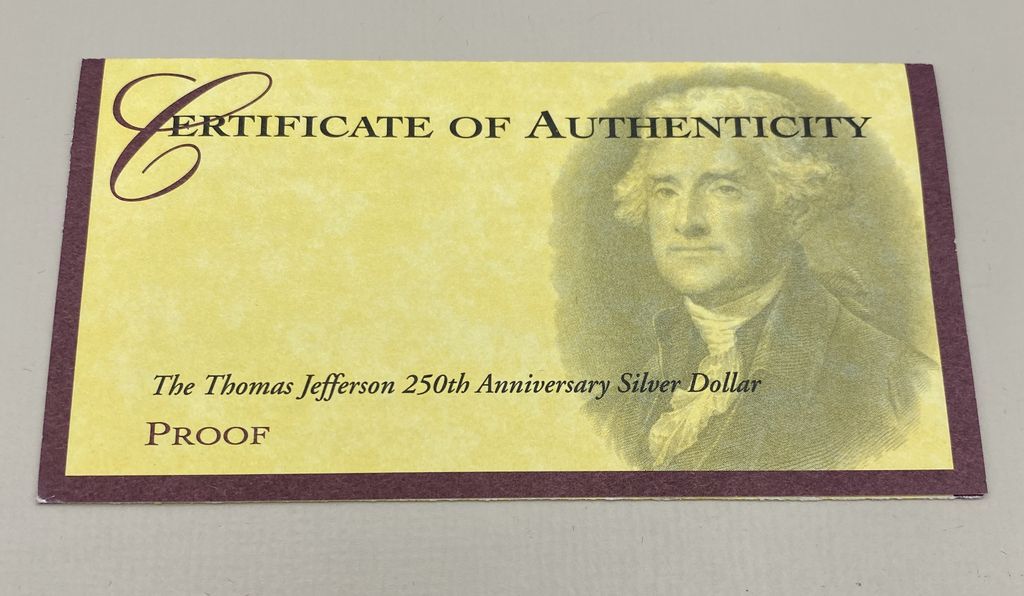 CERTIFICATE OF AUTHENTICITY
The Thomas Jefferson 250th Anniversary Silver Dollar
PROOF